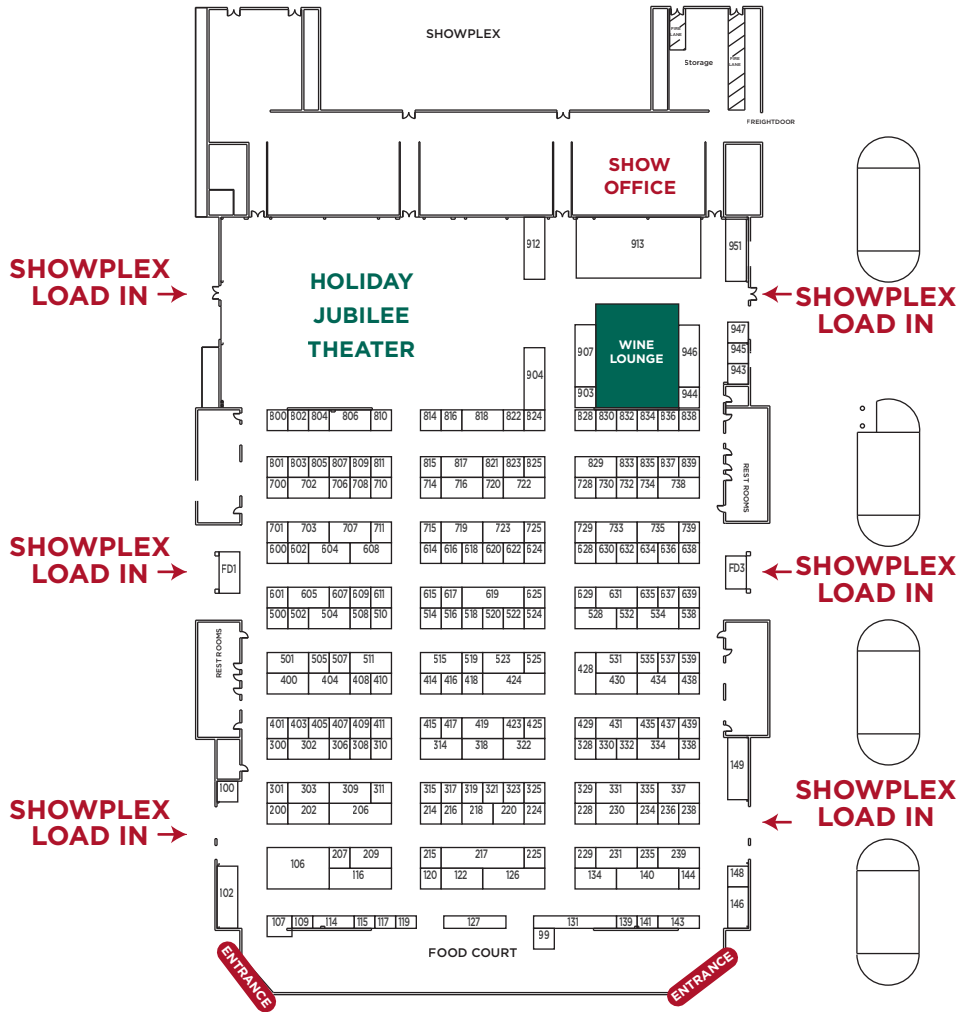 SHOWPLEX
FIRE
LANE
Storage
FIRE
LANE
FREIGHTDOOR
SHOW
OFFICE
912
913
951
SHOWPLEX
LOAD IN
HOLIDAY
JUBILEE
THEATER
SHOWPLEX
LOAD IN
WINE
LOUNGE
907
946
947
945
943
904
903
944
800 802 804 806 810 814 816 818 822 824 828 830 832 834 836 838
801 803 805 807 809 811 815 817 821 823 825 829 833 835 837 839
700 702 706 708 710 714 716 720 722 728 730 732 734 738
REST ROOMS
701 703 707 711 715 719 723 725 729 733 735 739
600 602 604 608 614 616 618 620 622 624 628 630 632 634 636 638
SHOWPLEX
LOAD IN
FD1
FD3
SHOWPLEX
LOAD IN
601 605 607 609 611 615 617 619 625 629 631 635 637 639
500 502 504 508 510 514 516 518 520 522 524 528 532 534 538
REST ROOMS
501 505 507 511 515 519 523 525 428 531 535 537 539
400 404 408 410 414 416 418 424 430 434 438
401 403 405 407 409 411 415 417 419 423 425 429 431 435 437 439
300 302 306 308 310 314 318 322 328 330 332 334 338
149
100
301 303 309 311 315 317 319 321 323 325 329 331 335 337
200 202 206 214 216 218 220 224 228 230 234 236 238
SHOWPLEX
LOAD IN
SHOWPLEX
LOAD IN
106 207 209 215 217 225 229 231 235 239
116 120 122 126 134 140 144
102
148
146
107 109 114 115 117 119 127 131 139 141 143
99
FOOD COURT
ENTRANCE
ENTRANCE